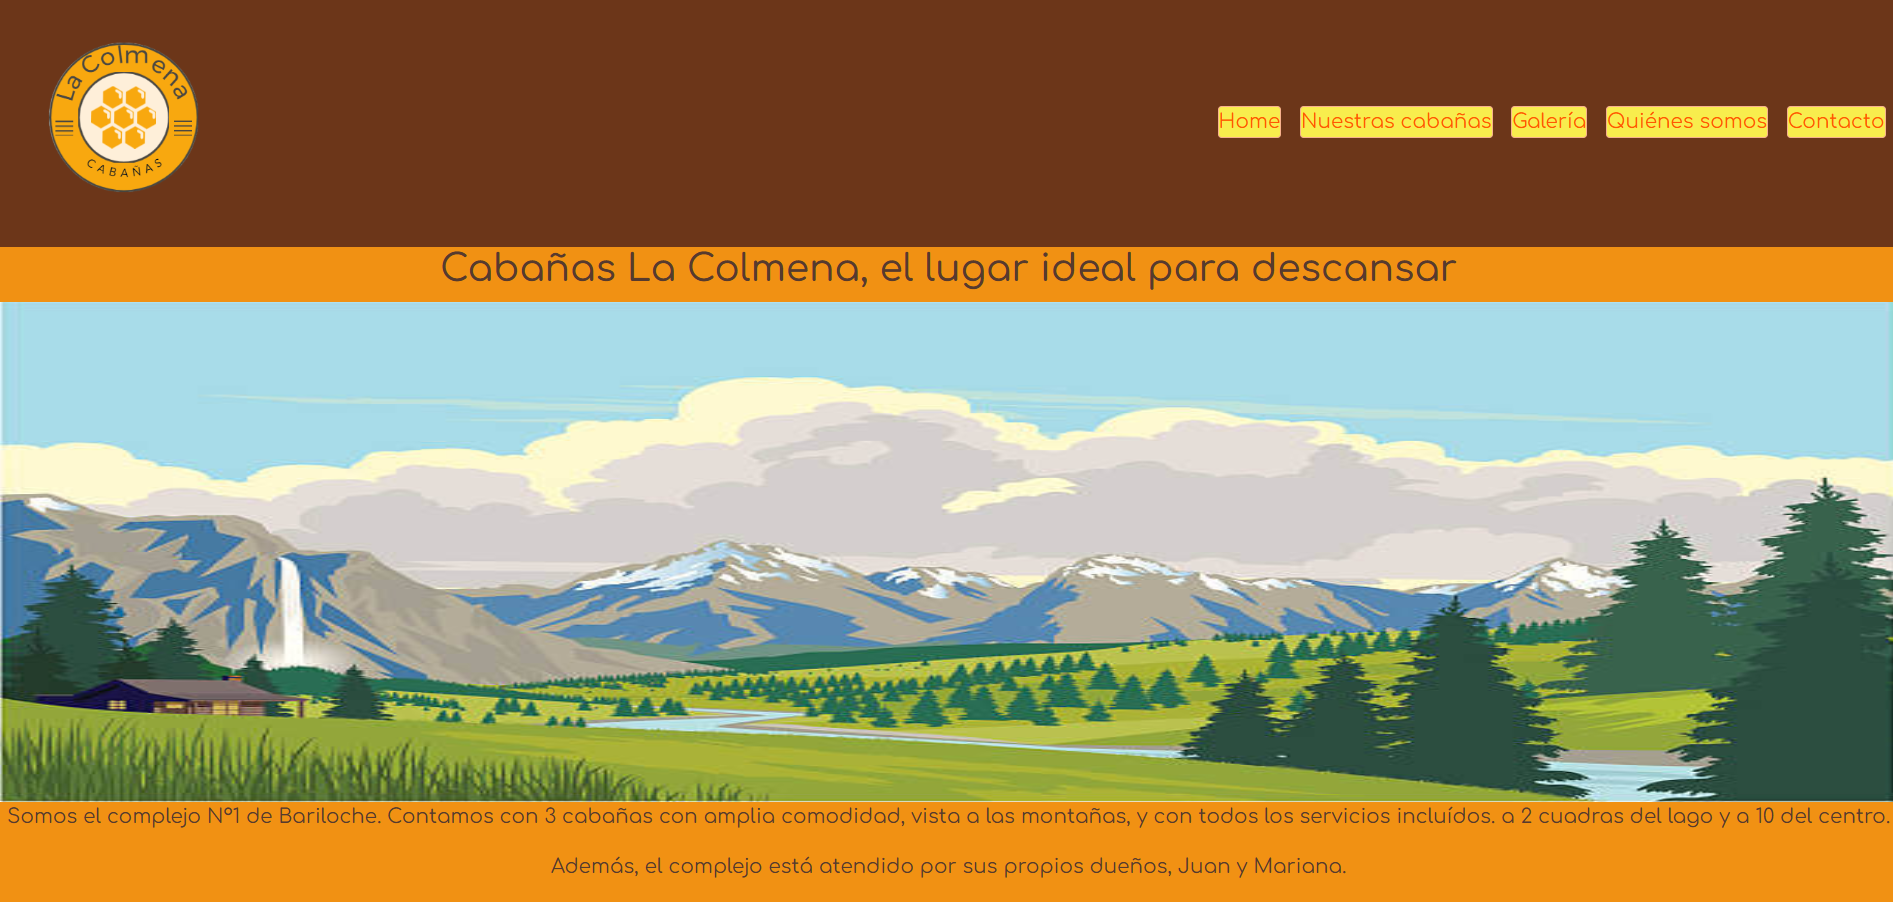 La Colmena
CABAÑAS
Home Nuestras cabañas Galería Quiénes somos Contacto
Cabañas La Colmena, el lugar ideal para descansar
Somos el complejo N°1 de Bariloche. Contamos con 3 cabañas con amplia comodidad, vista a las montañas, y con todos los servicios incluídos. a 2 cuadras del lago y a 10 del centro.
Además, el complejo está atendido por sus propios dueños, Juan y Mariana.